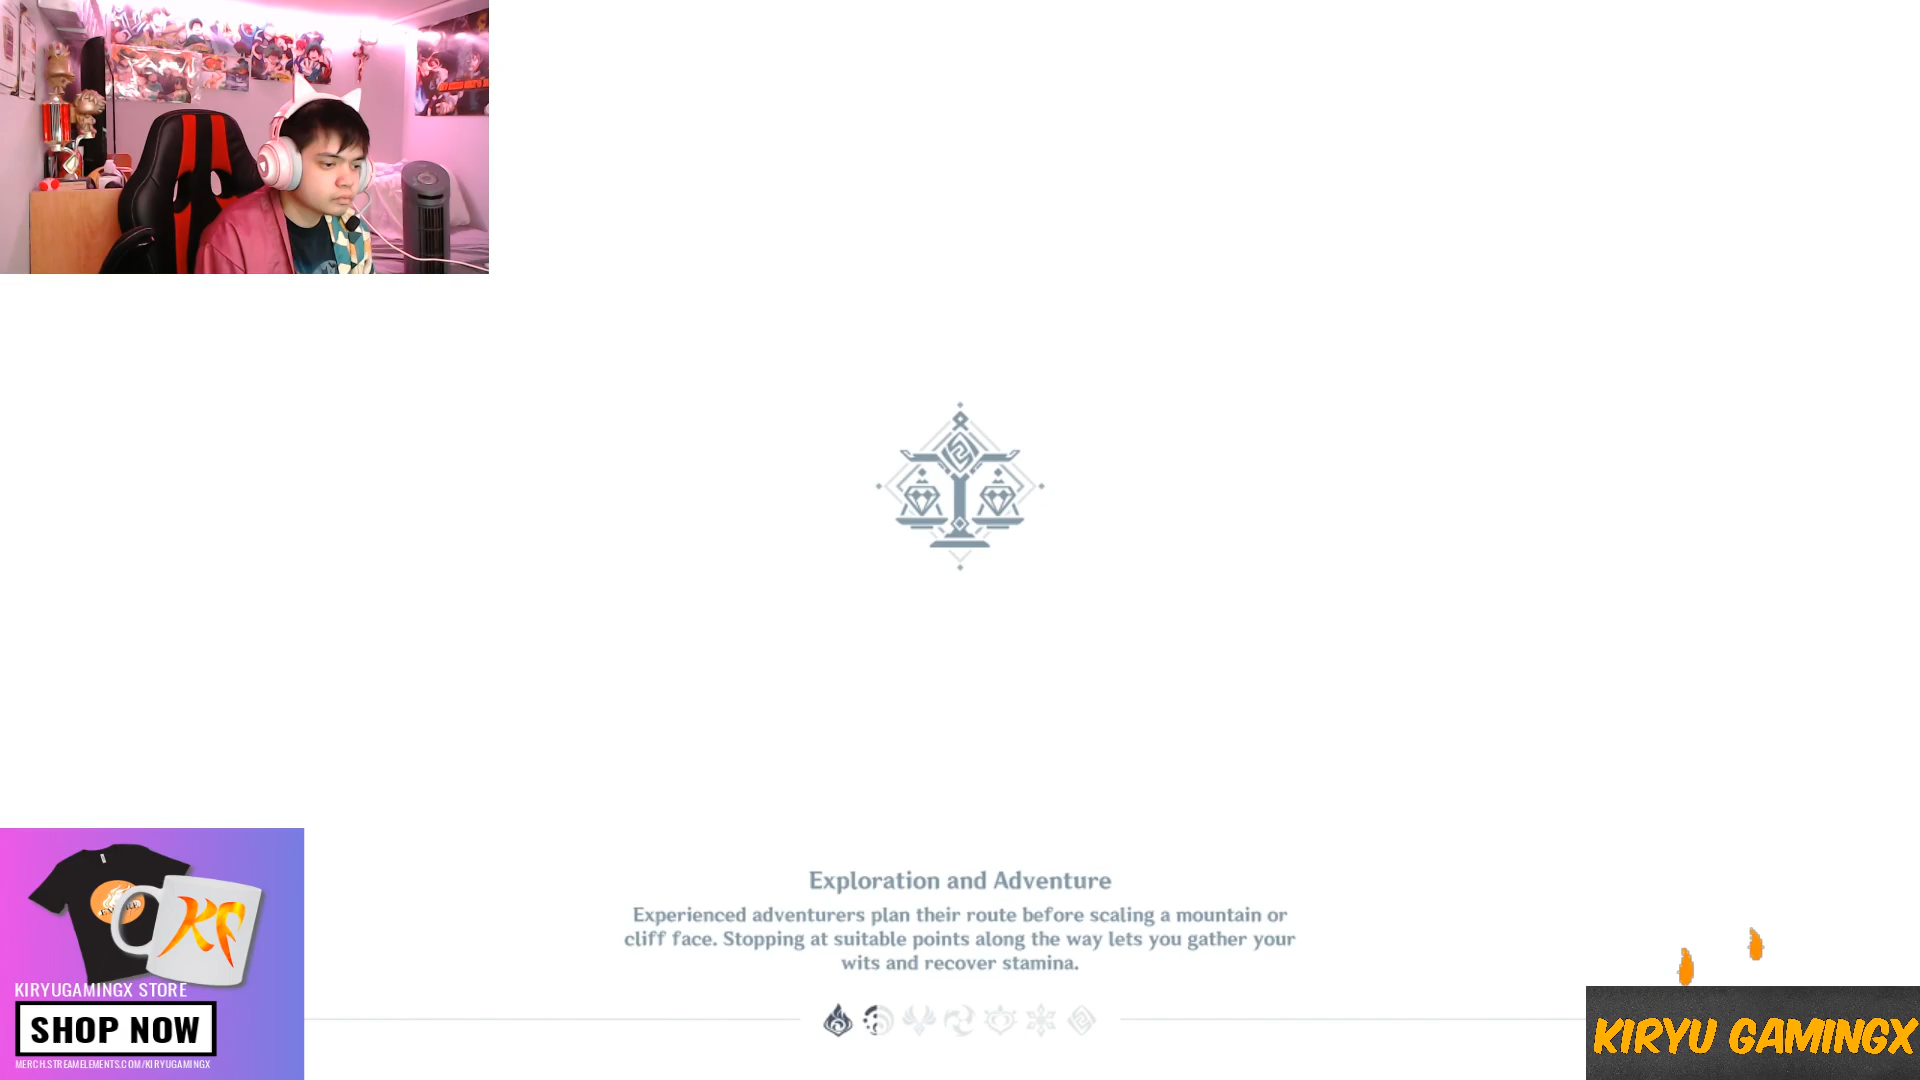 Exploration and Adventure
Experienced adventurers plan their route before scaling a mountain or
cliff face. Stopping at suitable points along the way lets you gather your
wits and recover stamina.
KIRYUGAMINGX STORE
SHOP NOW
MERCH.STREAMELEMENTS.COM/KIRYUGAMINGX
KIRYU GAMINGX